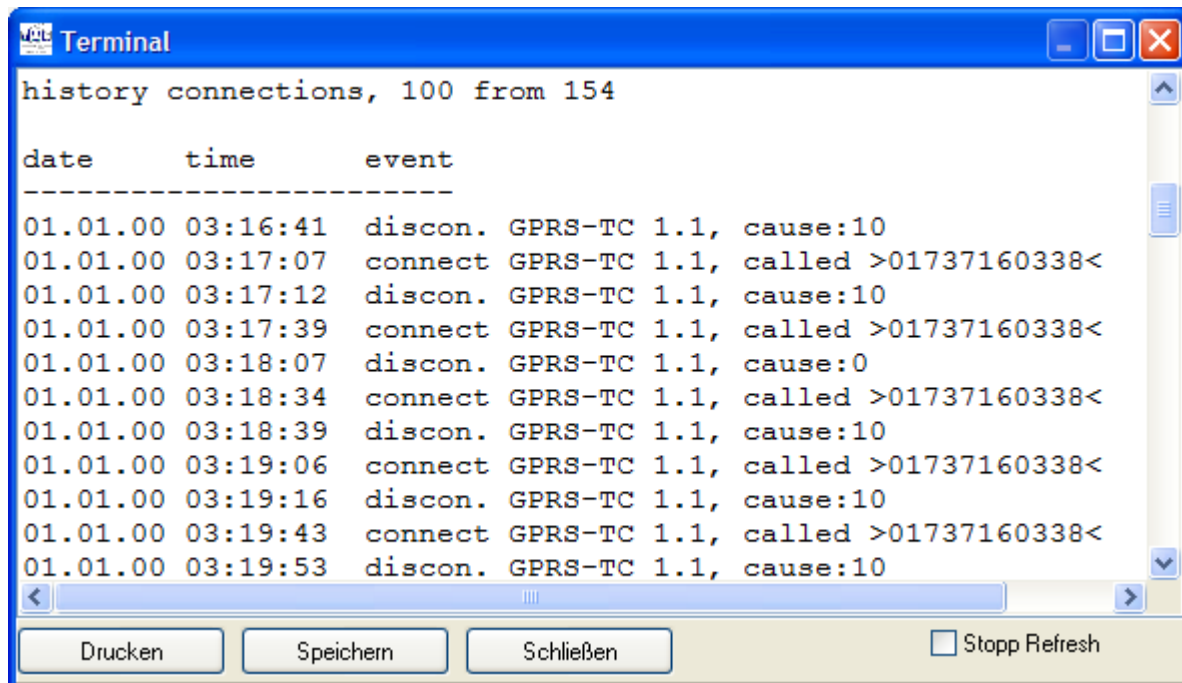 Terminal
history connections, 100 from 154
date time event
------------------------
01.01.00 03:16:41 discon. GPRS-TC 1.1, cause:10
01.01.00 03:17:07 connect GPRS-TC 1.1, called >01737160338<
01.01.00 03:17:12 discon. GPRS-TC 1.1, cause:10
01.01.00 03:17:39 connect GPRS-TC 1.1, called >01737160338<
01.01.00 03:18:07 discon. GPRS-TC 1.1, cause:0
01.01.00 03:18:34 connect GPRS-TC 1.1, called >01737160338<
01.01.00 03:18:39 discon. GPRS-TC 1.1, cause:10
01.01.00 03:19:06 connect GPRS-TC 1.1, called >01737160338<
01.01.00 03:19:16 discon. GPRS-TC 1.1, cause:10
01.01.00 03:19:43 connect GPRS-TC 1.1, called >01737160338<
01.01.00 03:19:53 discon. GPRS-TC 1.1, cause:10
Drucken Speichern Schließen Stopp Refresh